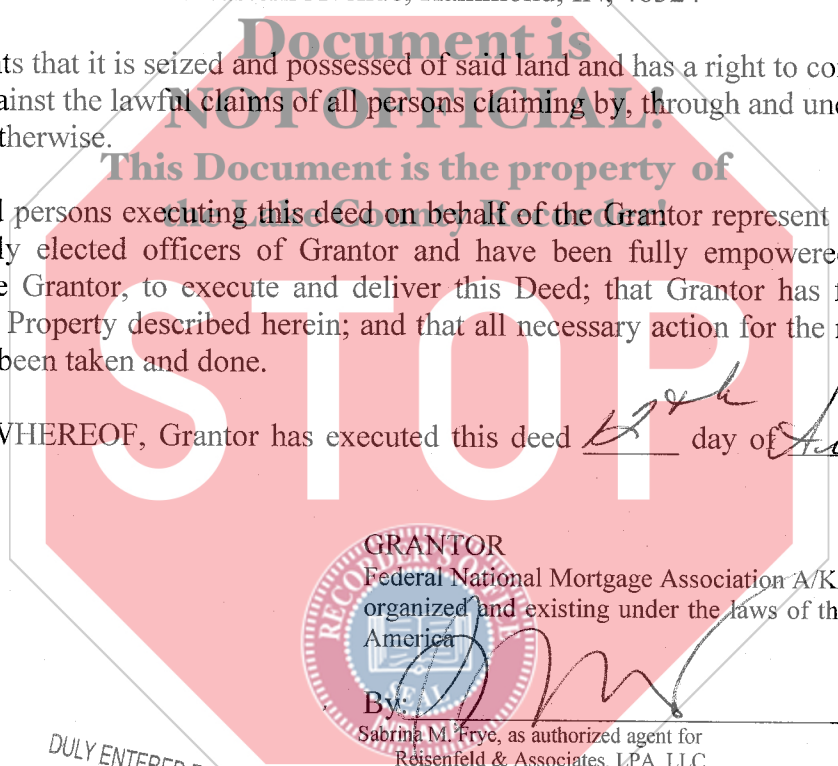 IN, 46324
Document is
nts that it is seized and possessed of said land and has a right to co
ainst the lawful claims of all persons claiming by, through and un
NOT OFFICIAL!
therwise.
This Document is the property of
the Lake County Recorder!
persons executing this deed on behalf of the Grantor represent
ly elected officers of Grantor and have been fully empowere
e Grantor, to execute and deliver this Deed; that Grantor has f
Property described herein; and that all necessary action for the
been taken and done.
STOP
WHEREOF, Grantor has executed this deed day of
GRANTOR
Federal National Mortgage Association A/K
organized and existing under the laws of th
America
RECORDER'S OFFICE
SEAL
By:
Sabrina M. Frye, as authorized agent for
Reisenfeld & Associates, LPA, LLC
DULY ENTERED